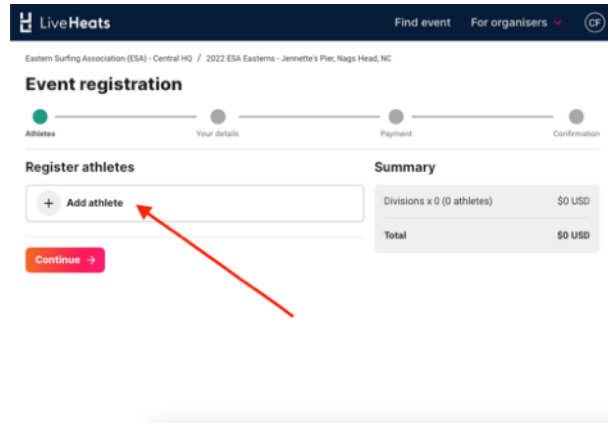 LiveHeats
Find event For organisers CF
Eastern Surfing Association (ESA) - Central HQ / 2022 ESA Easterns - Jennette's Pier, Nags Head, NC
Event registration
Athletes Your details Payment Confirmation
Register athletes
+ Add athlete
Continue →
Summary
Divisions x 0 (0 athletes) $0 USD
Total $0 USD